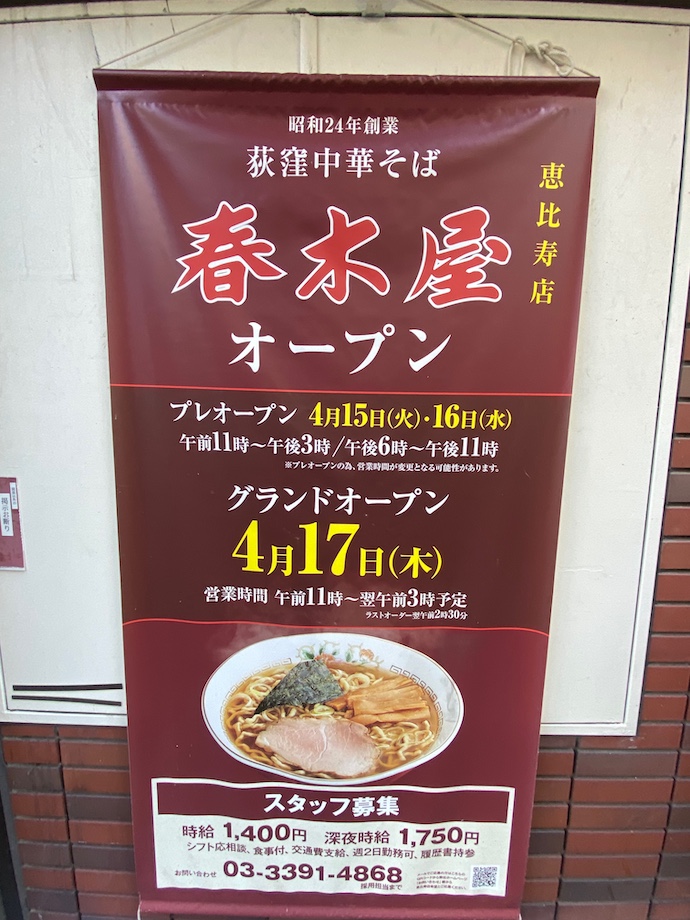 昭和24年創業
荻窪中華そば
恵比寿店
春木屋
オープン
プレオープン 4月15日(火)・16日(水)
午前11時～午後3時/午後6時～午後11時
※プレオープンの為、営業時間が変更となる可能性があります。
グランドオープン
4月17日(木)
営業時間 午前11時～翌午前3時予定
ラストオーダー翌午前2時30分
スタッフ募集
時給 1,400円 深夜時給 1,750円
シフト応相談、食事付、交通費支給、週2日勤務可、履歴書持参
お問い合わせ 03-3391-4868
採用担当まで
掲示お断り